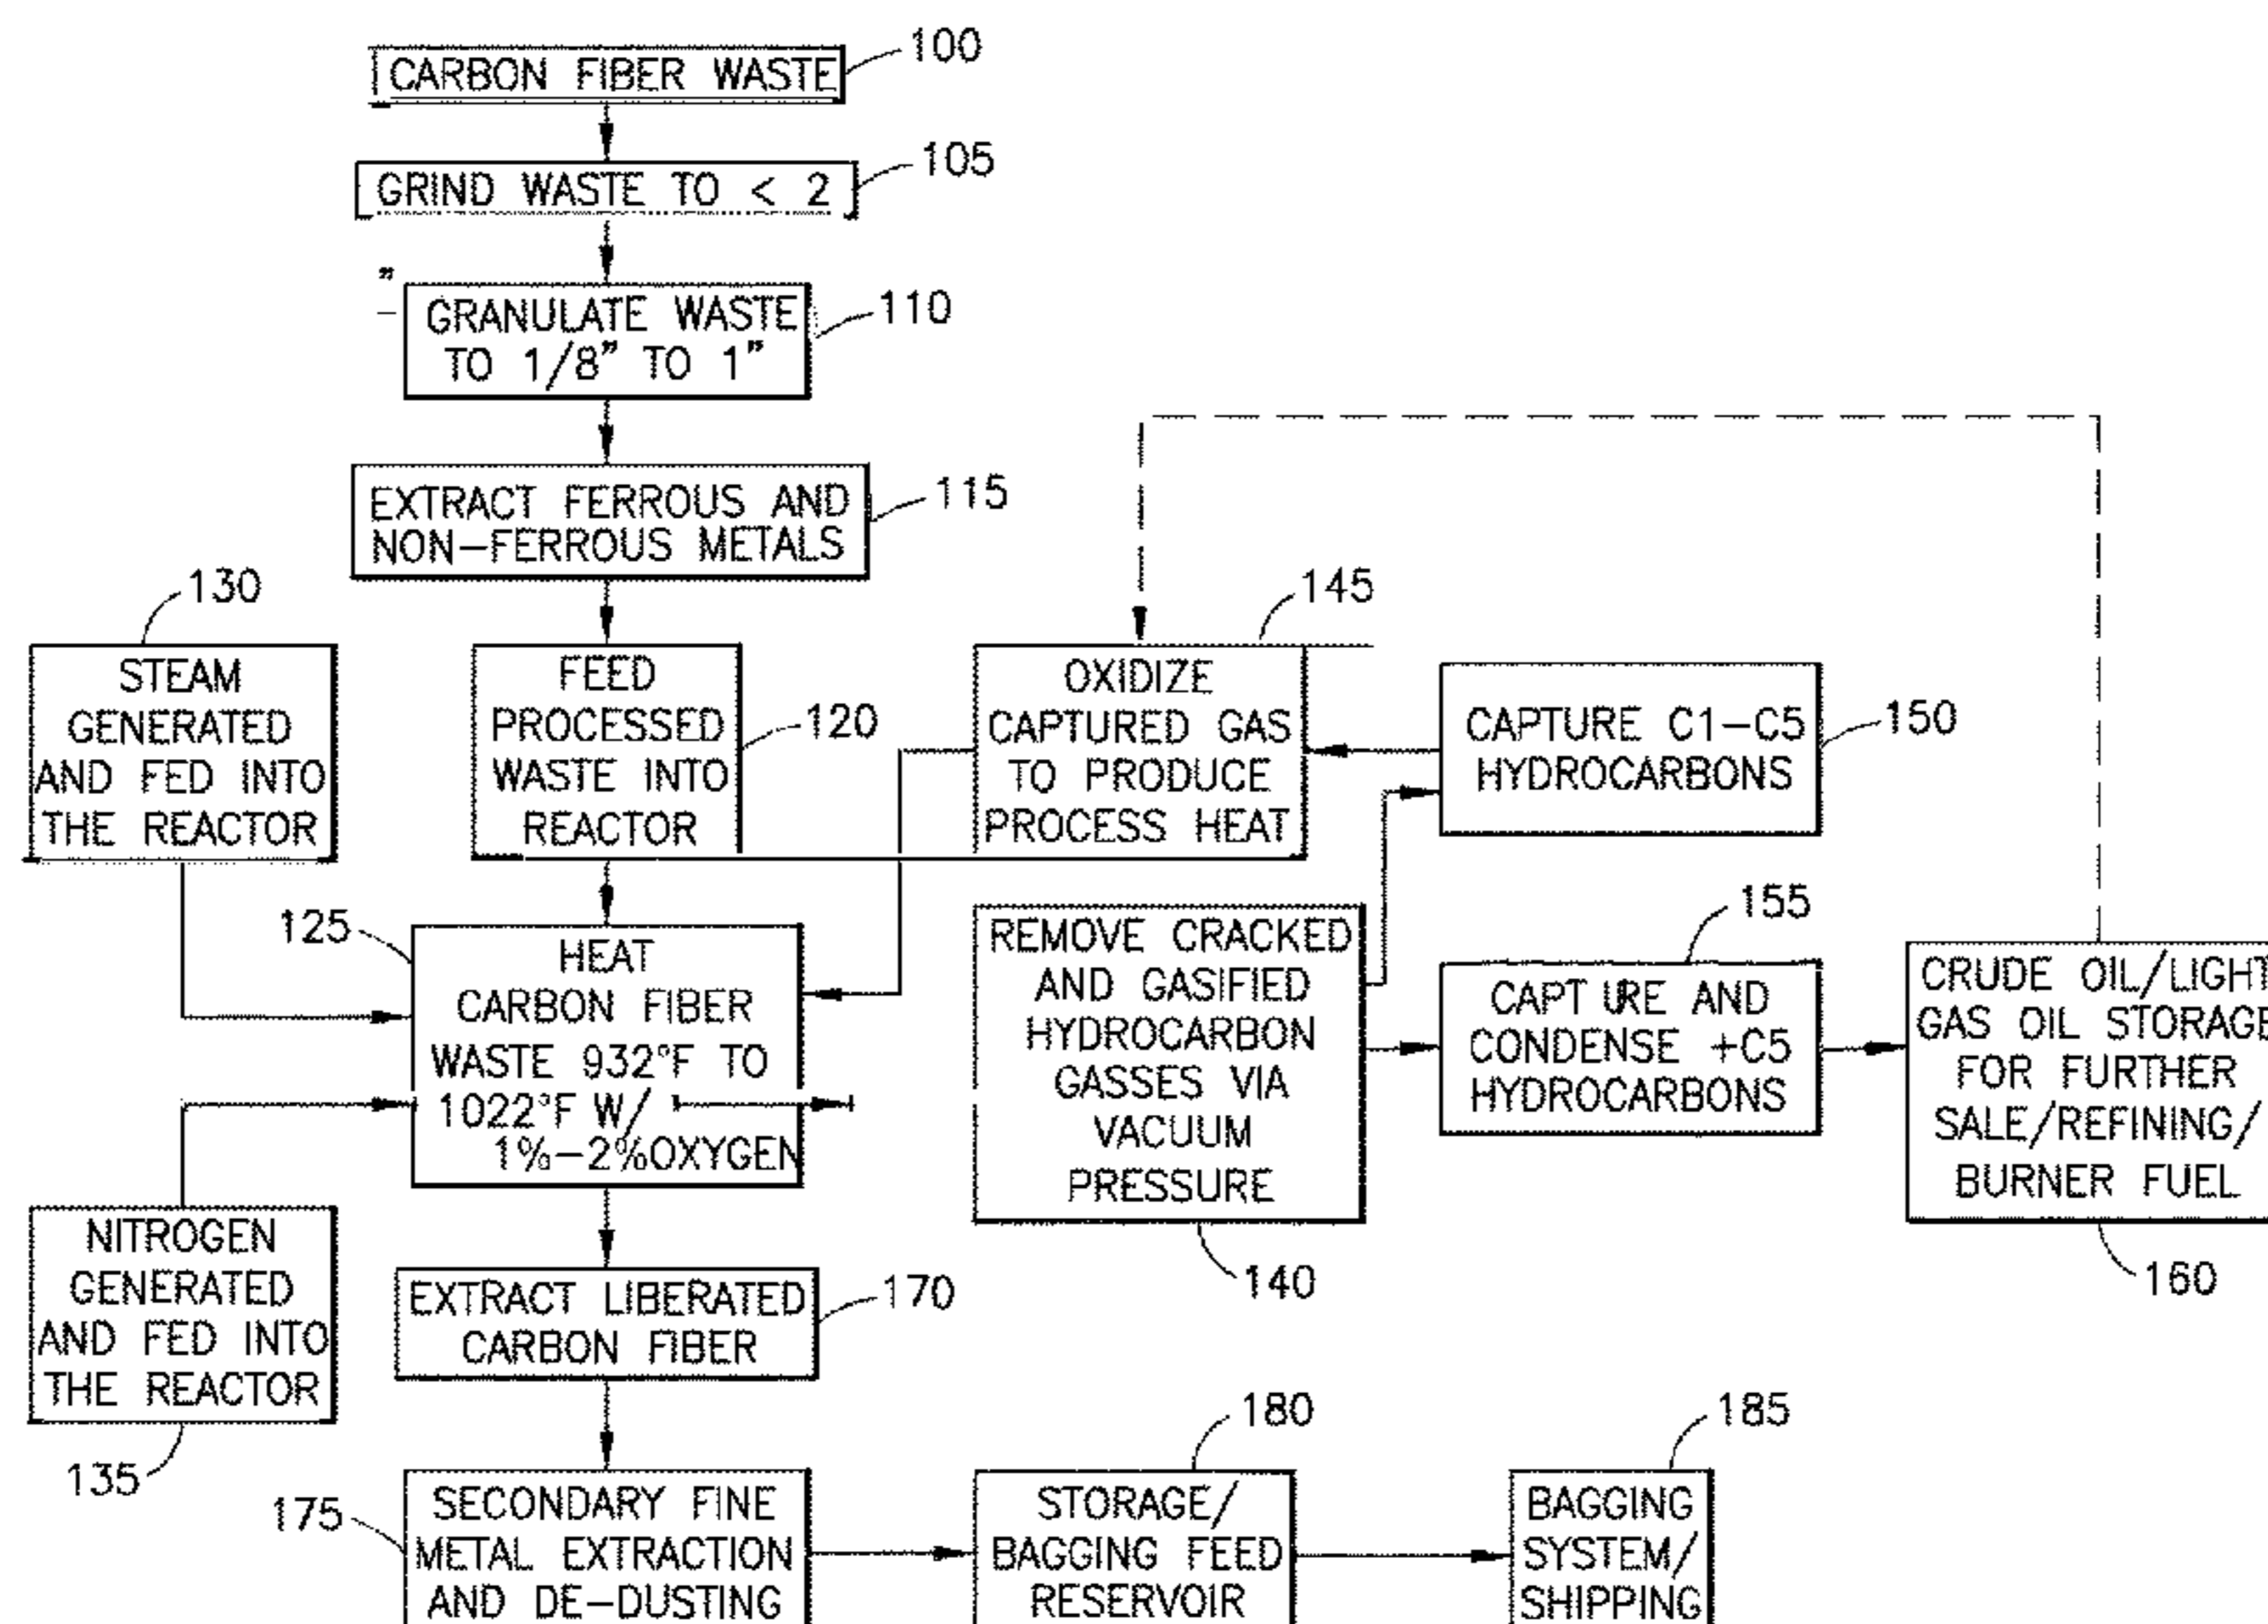 CARBON FIBER WASTE
100
GRIND WASTE TO < 2
105
”
GRANULATE WASTE
TO 1/8” TO 1”
110
EXTRACT FERROUS AND
NON-FERROUS METALS
115
130
STEAM
GENERATED
AND FED INTO
THE REACTOR
FEED
PROCESSED
WASTE INTO
REACTOR
120
145
OXIDIZE
CAPTURED GAS
TO PRODUCE
PROCESS HEAT
CAPTURE C1-C5
HYDROCARBONS
150
125
HEAT
CARBON FIBER
WASTE 932°F TO
1022°F W/
1%-2%OXYGEN
REMOVE CRACKED
AND GASIFIED
HYDROCARBON
GASSES VIA
VACUUM
PRESSURE
140
155
CAPTURE AND
CONDENSE +C5
HYDROCARBONS
CRUDE OIL/LIGHT
GAS OIL STORAGE
FOR FURTHER
SALE/REFINING/
BURNER FUEL
160
NITROGEN
GENERATED
AND FED INTO
THE REACTOR
135
EXTRACT LIBERATED
CARBON FIBER
170
175
SECONDARY FINE
METAL EXTRACTION
AND DE-DUSTING
180
STORAGE/
BAGGING FEED
RESERVOIR
185
BAGGING
SYSTEM/
SHIPPING